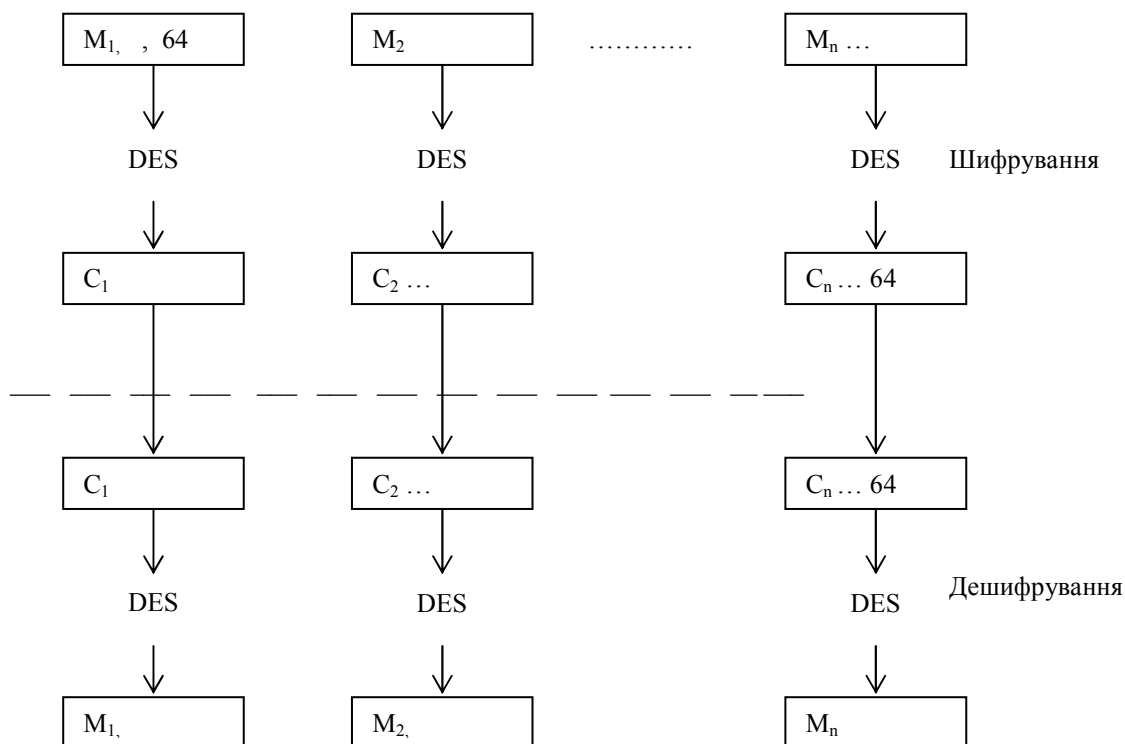 M1, , 64 M2 ………… Mn …
DES DES DES Шифрування
C1 C2 … Cn … 64
C1 C2 … Cn … 64
DES DES DES Дешифрування
M1, M2, Mn